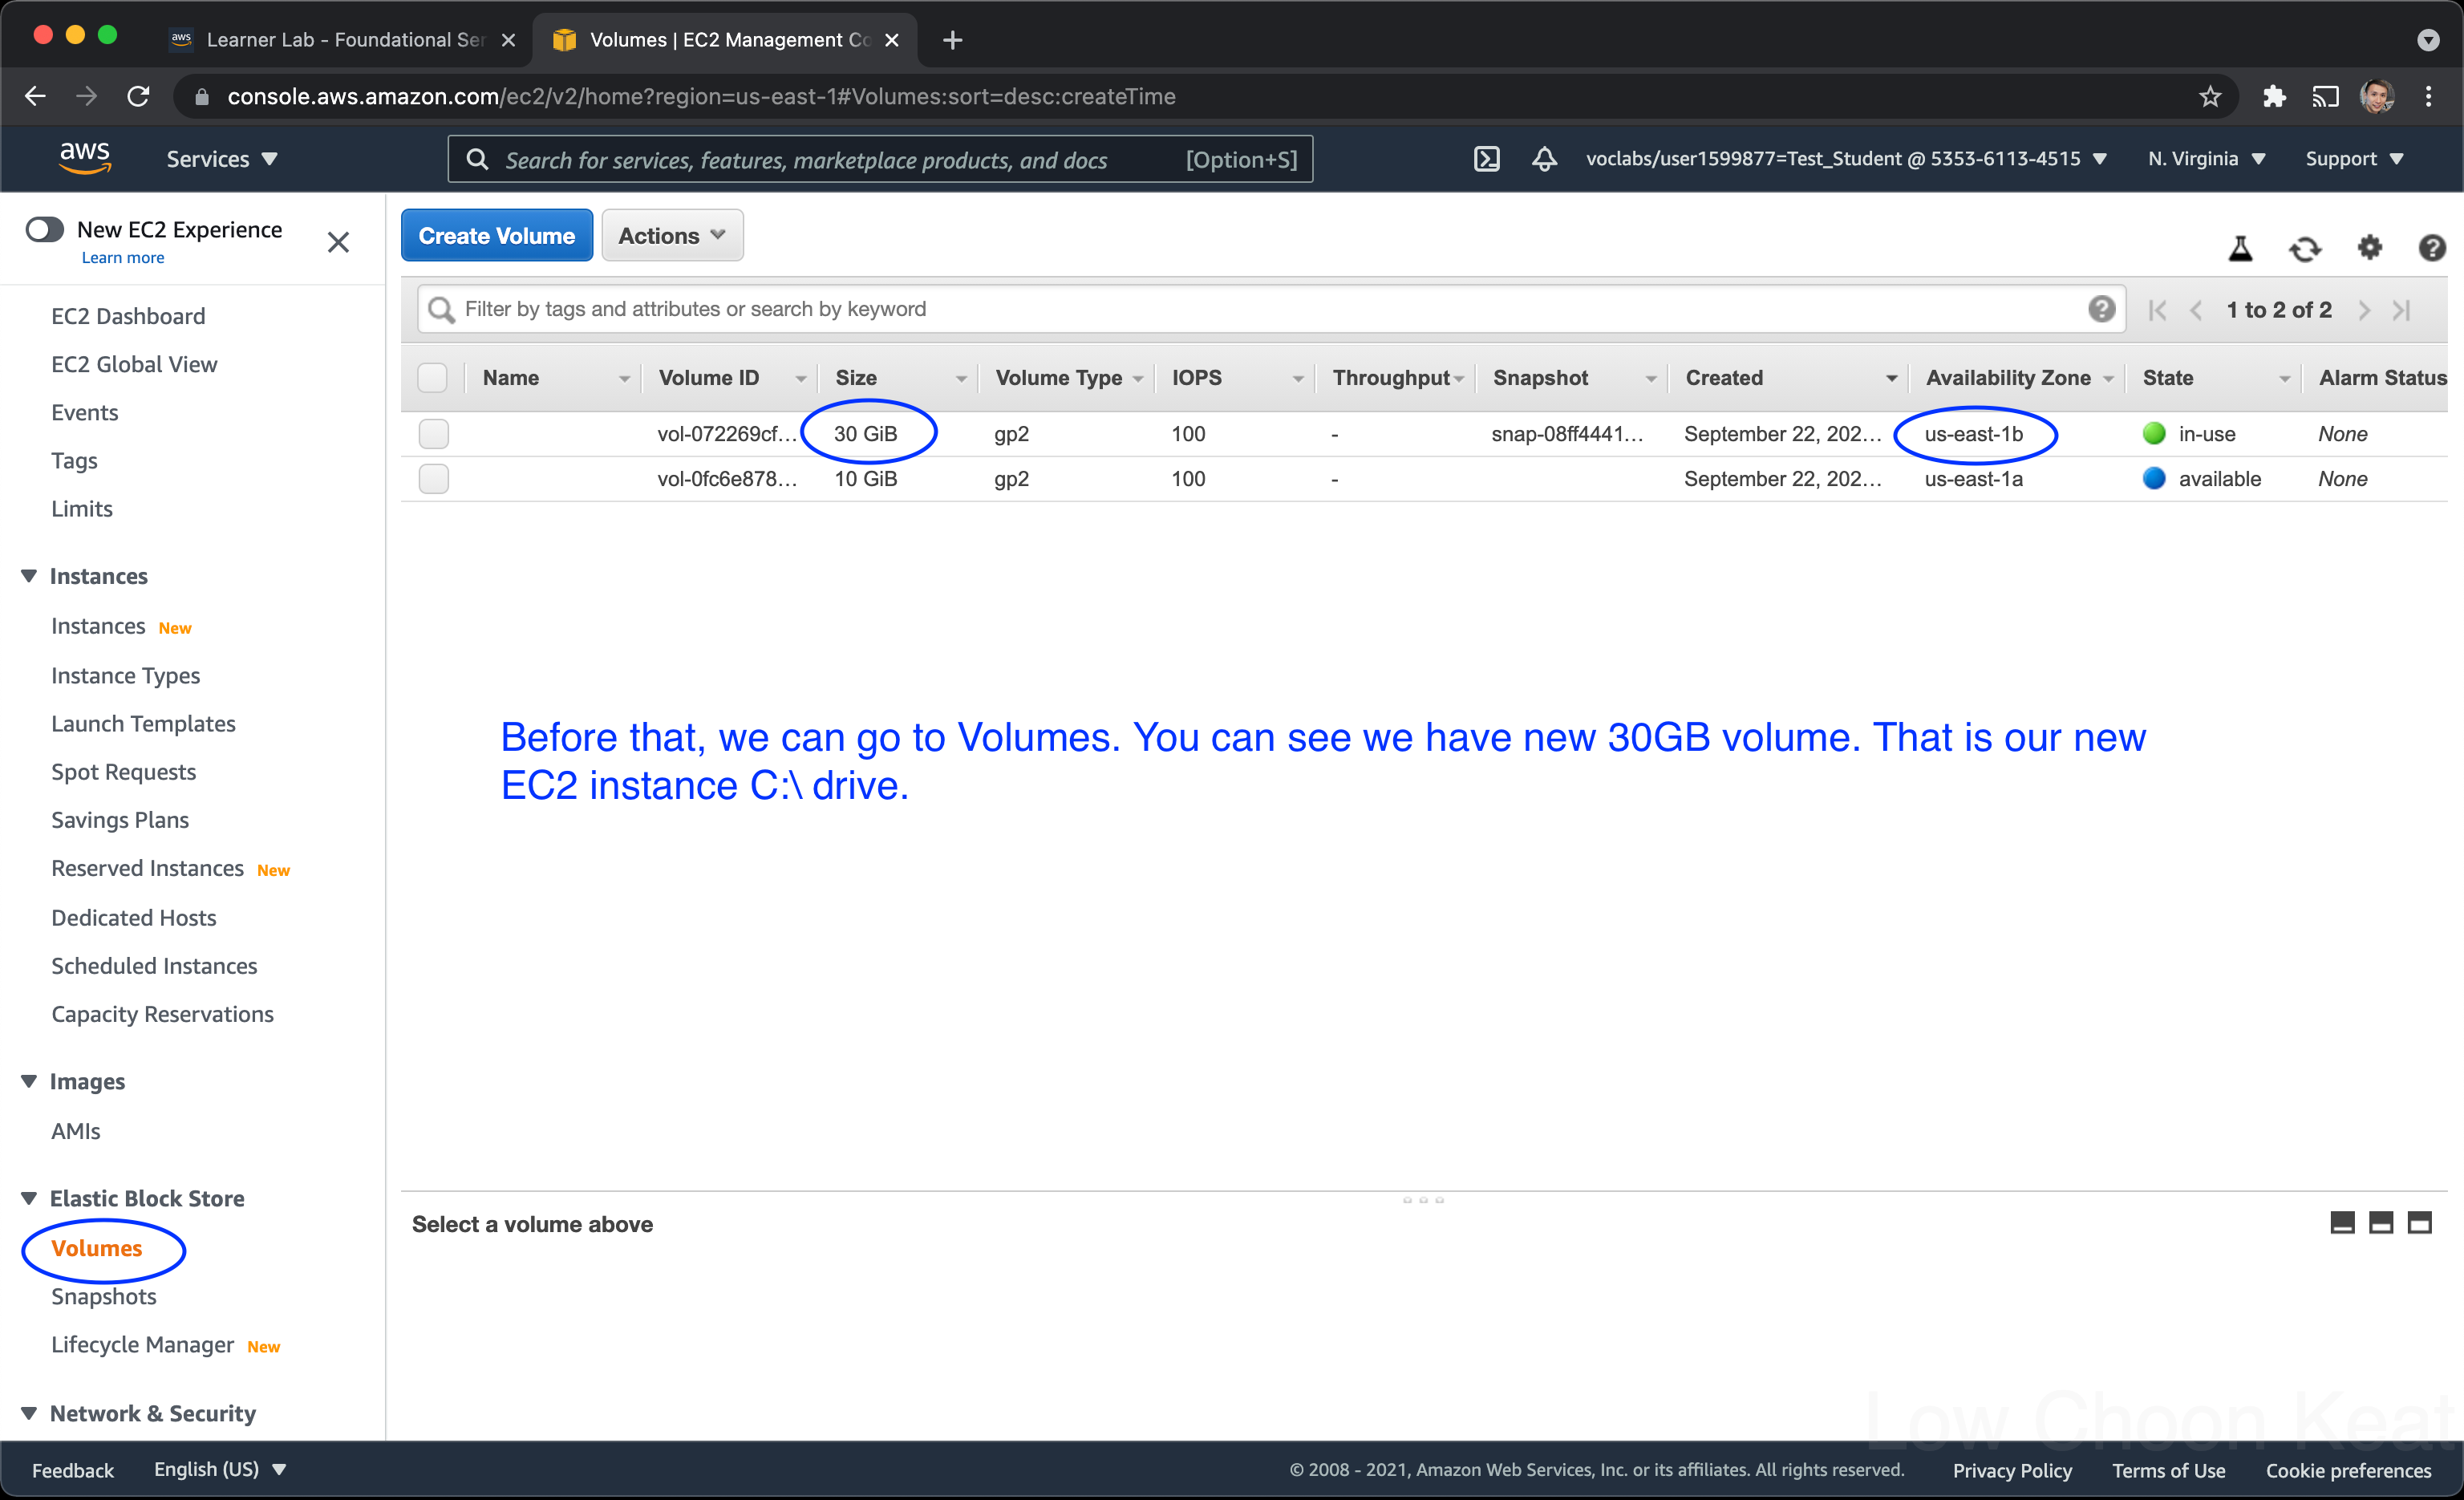 aws Learner Lab - Foundational Ser
Volumes | EC2 Management Co
console.aws.amazon.com/ec2/v2/home?region=us-east-1#Volumes:sort=desc:createTime
aws Services Search for services, features, marketplace products, and docs [Option+S] voclabs/user1599877=Test_Student @ 5353-6113-4515 N. Virginia Support
New EC2 Experience
Learn more
EC2 Dashboard
EC2 Global View
Events
Tags
Limits
Instances
Instances New
Instance Types
Launch Templates
Spot Requests
Savings Plans
Reserved Instances New
Dedicated Hosts
Scheduled Instances
Capacity Reservations
Images
AMIs
Elastic Block Store
Volumes
Snapshots
Lifecycle Manager New
Network & Security
Create Volume Actions
Filter by tags and attributes or search by keyword 1 to 2 of 2
Name Volume ID Size Volume Type IOPS Throughput Snapshot Created Availability Zone State Alarm Status
vol-072269cf... 30 GiB gp2 100 - snap-08ff4441... September 22, 202... us-east-1b in-use None
vol-0fc6e878... 10 GiB gp2 100 - September 22, 202... us-east-1a available None
Before that, we can go to Volumes. You can see we have new 30GB volume. That is our new
EC2 instance C:\ drive.
Select a volume above
Low Choon Keat
Feedback English (US) © 2008 - 2021, Amazon Web Services, Inc. or its affiliates. All rights reserved. Privacy Policy Terms of Use Cookie preferences